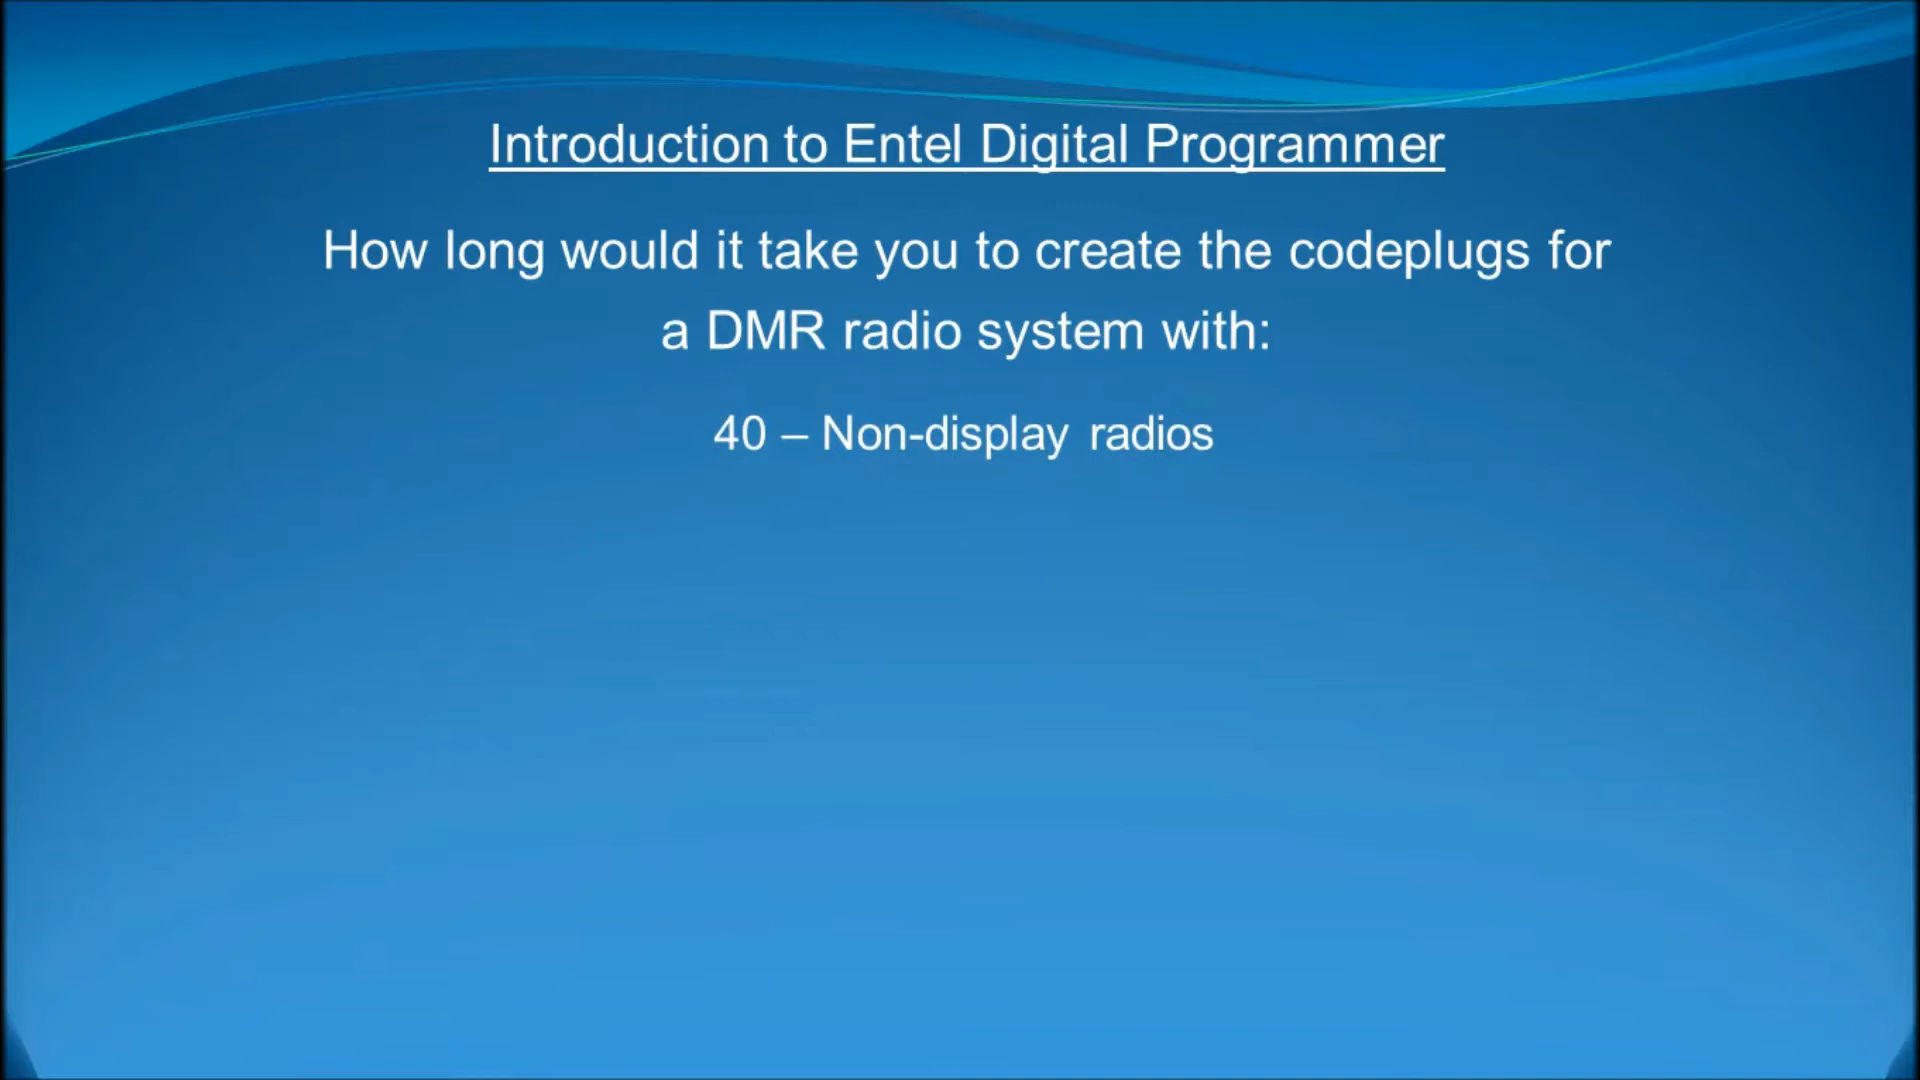 Introduction to Entel Digital Programmer
How long would it take you to create the codeplugs for
a DMR radio system with:
40 – Non-display radios